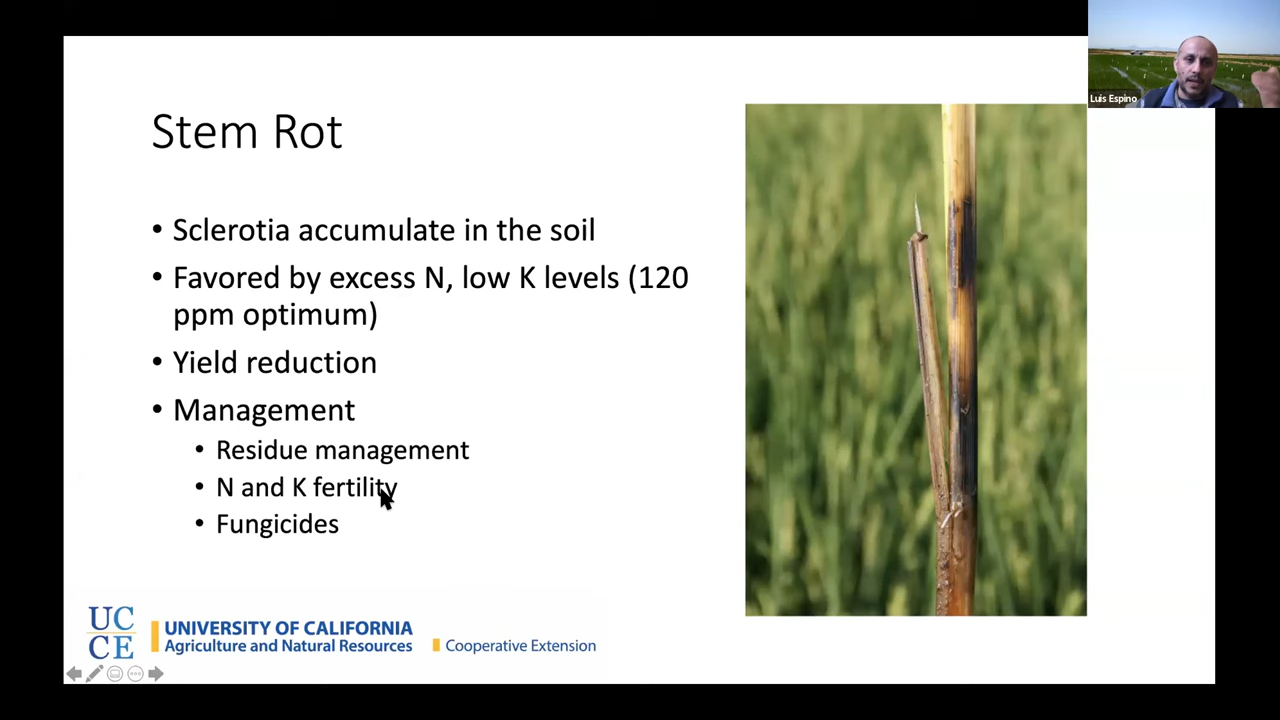 Luis Espino
Stem Rot
• Sclerotia accumulate in the soil
• Favored by excess N, low K levels (120
ppm optimum)
• Yield reduction
• Management
• Residue management
• N and K fertility
• Fungicides
UC
CE
UNIVERSITY OF CALIFORNIA
Agriculture and Natural Resources
Cooperative Extension